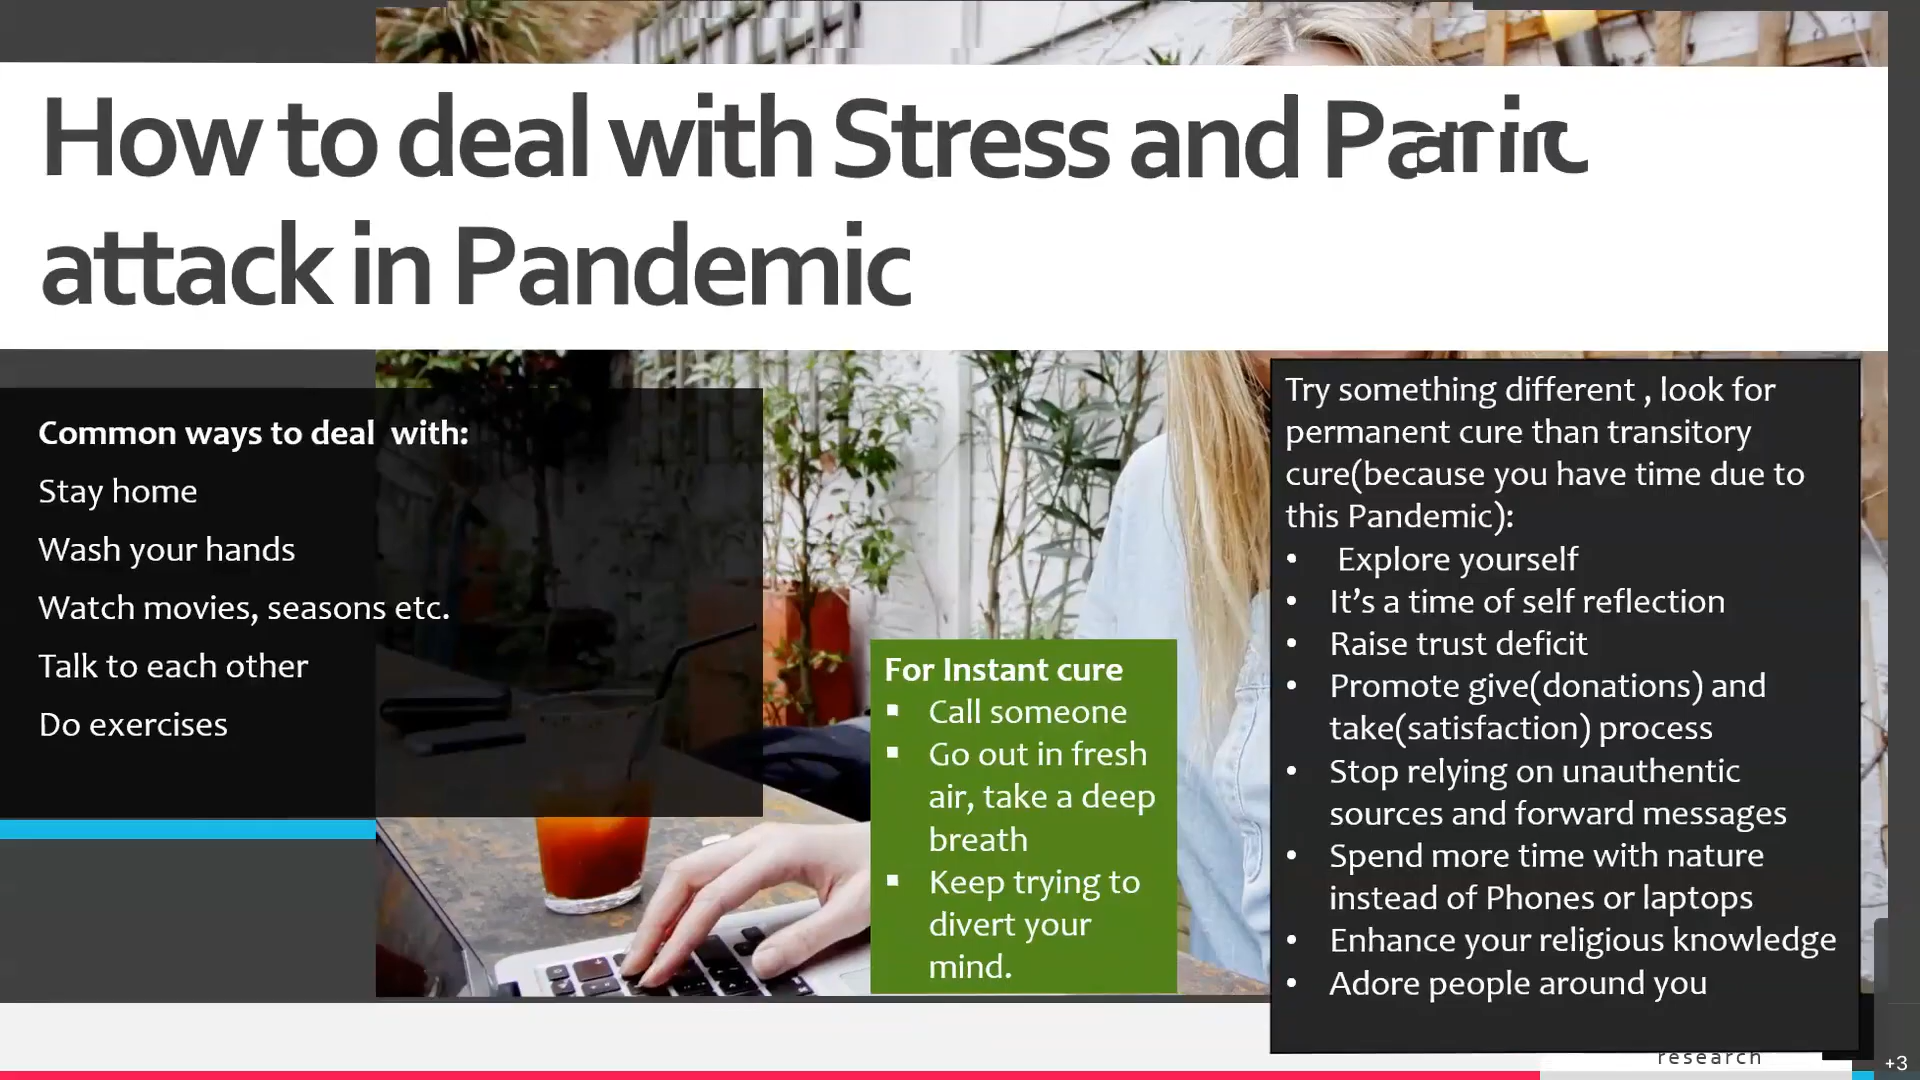 How to deal with Stress and Panic
attack in Pandemic
Common ways to deal  with:
Stay home
Wash your hands
Watch movies, seasons etc.
Talk to each other
Do exercises
For Instant cure
▪ Call someone
▪ Go out in fresh
air, take a deep
breath
▪ Keep trying to
divert your
mind.
Try something different , look for
permanent cure than transitory
cure(because you have time due to
this Pandemic):
• Explore yourself
• It’s a time of self reflection
• Raise trust deficit
• Promote give(donations) and
take(satisfaction) process
• Stop relying on unauthentic
sources and forward messages
• Spend more time with nature
instead of Phones or laptops
• Enhance your religious knowledge
• Adore people around you
research
+3